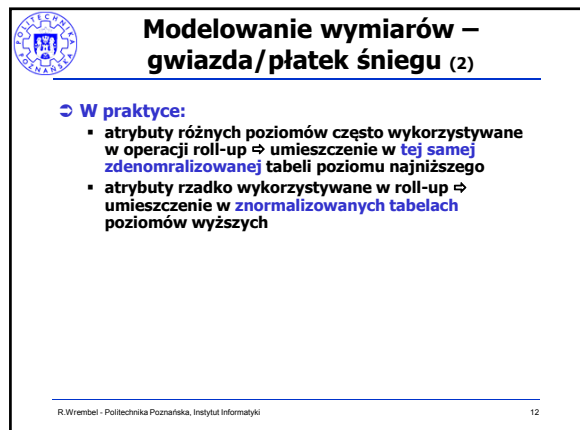 POLITECHNIKA POZNAŃSKA
Modelowanie wymiarów –
gwiazda/płatek śniegu (2)
➲ W praktyce:
▪ atrybuty różnych poziomów często wykorzystywane
w operacji roll-up ⇨ umieszczenie w tej samej
zdenomralizowanej tabeli poziomu najniższego
▪ atrybuty rzadko wykorzystywane w roll-up ⇨
umieszczenie w znormalizowanych tabelach
poziomów wyższych
R.Wrembel - Politechnika Poznańska, Instytut Informatyki 12